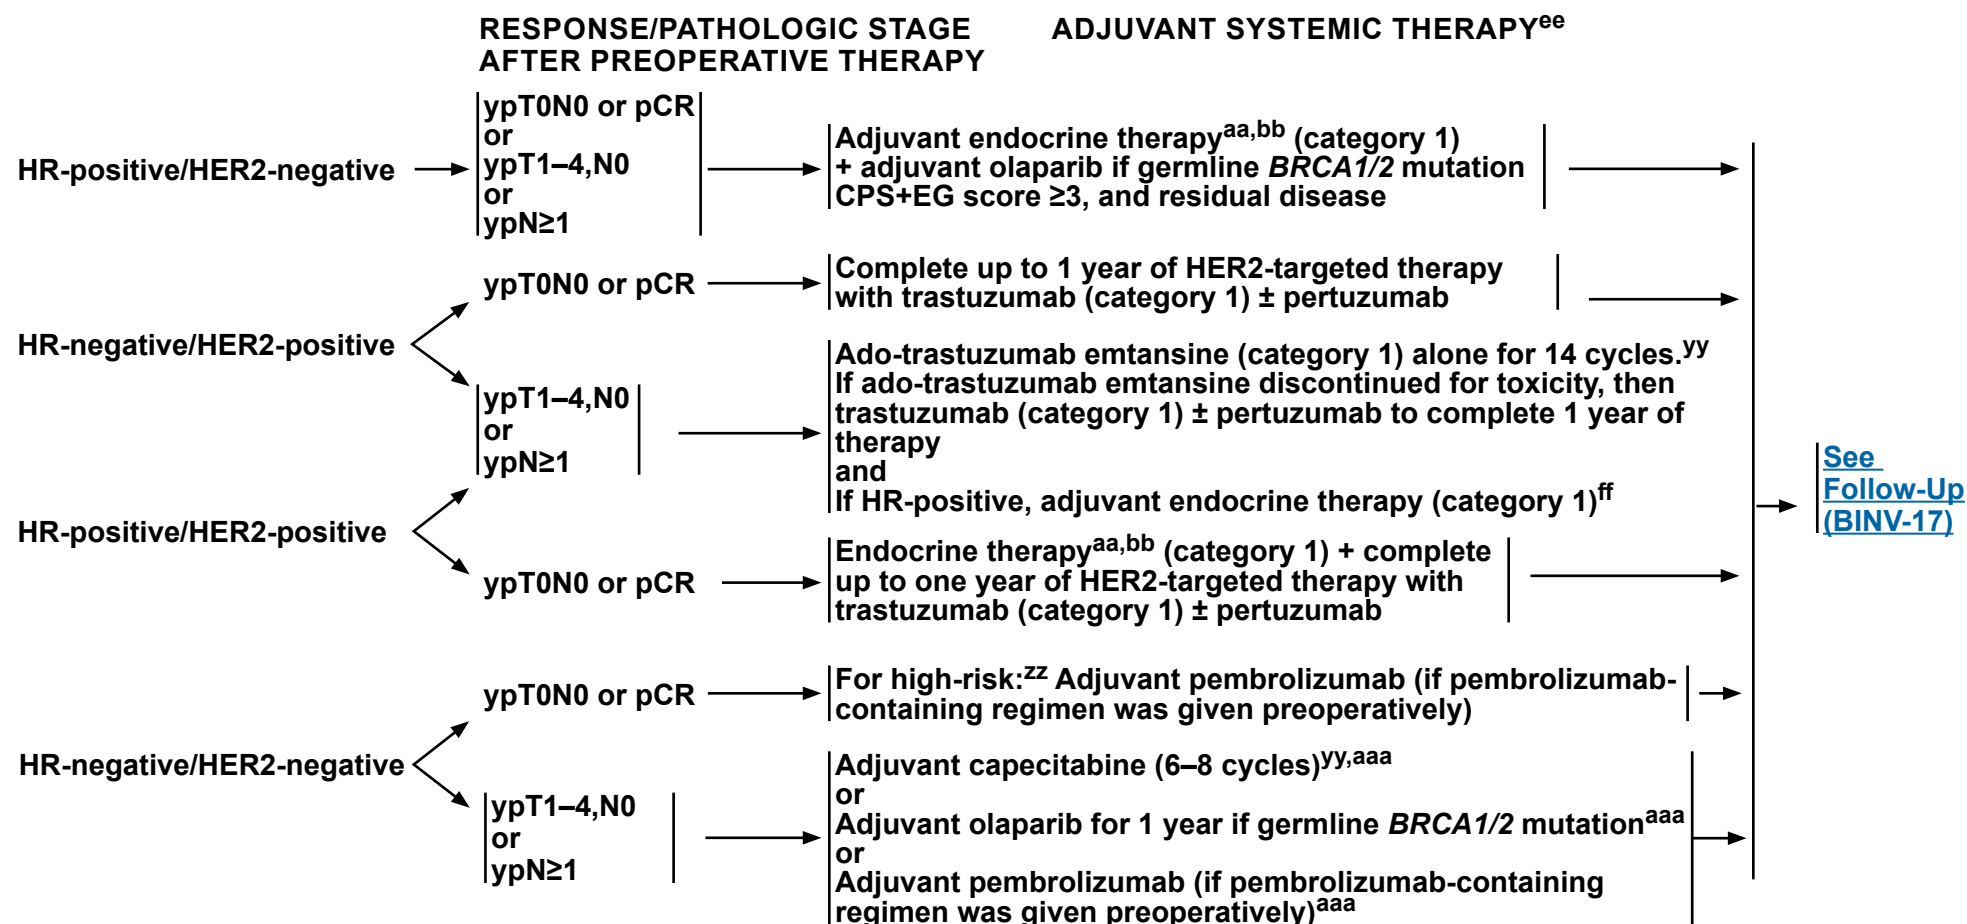 RESPONSE/PATHOLOGIC STAGE
AFTER PREOPERATIVE THERAPY
ADJUVANT SYSTEMIC THERAPYee
HR-positive/HER2-negative
ypT0N0 or pCR
or
ypT1–4,N0
or
ypN≥1
Adjuvant endocrine therapyaa,bb (category 1)
+ adjuvant olaparib if germline BRCA1/2 mutation
CPS+EG score ≥3, and residual disease
HR-negative/HER2-positive
ypT0N0 or pCR
Complete up to 1 year of HER2-targeted therapy
with trastuzumab (category 1) ± pertuzumab
ypT1–4,N0
or
ypN≥1
Ado-trastuzumab emtansine (category 1) alone for 14 cycles.yy
If ado-trastuzumab emtansine discontinued for toxicity, then
trastuzumab (category 1) ± pertuzumab to complete 1 year of
therapy
and
If HR-positive, adjuvant endocrine therapy (category 1)ff
HR-positive/HER2-positive
ypT0N0 or pCR
Endocrine therapyaa,bb (category 1) + complete
up to one year of HER2-targeted therapy with
trastuzumab (category 1) ± pertuzumab
HR-negative/HER2-negative
ypT0N0 or pCR
For high-risk:zz Adjuvant pembrolizumab (if pembrolizumab-
containing regimen was given preoperatively)
ypT1–4,N0
or
ypN≥1
Adjuvant capecitabine (6–8 cycles)yy,aaa
or
Adjuvant olaparib for 1 year if germline BRCA1/2 mutationaaa
or
Adjuvant pembrolizumab (if pembrolizumab-containing
regimen was given preoperatively)aaa
See
Follow-Up
(BINV-17)